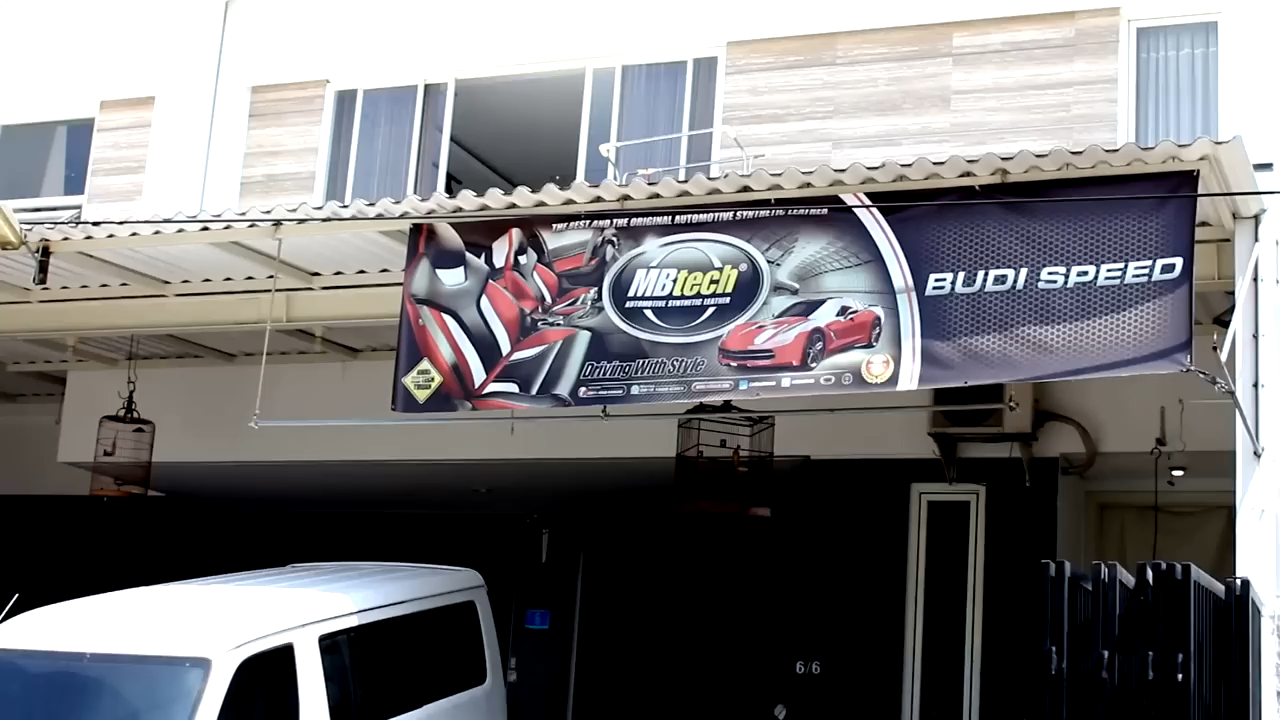 THE BEST AND THE ORIGINAL AUTOMOTIVE SYNTHETIC LEATHER
MBtech®
AUTOMOTIVE SYNTHETIC LEATHER
BUDI SPEED
Driving With Style
6/6